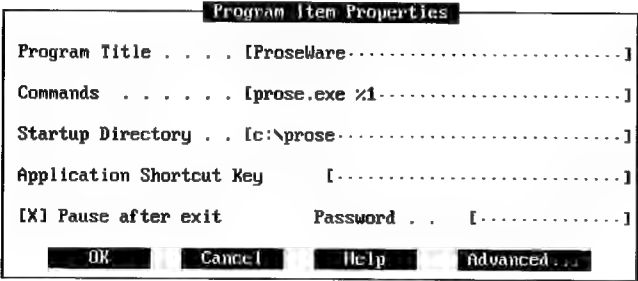 Program Item Properties
Program Title . . . . [ProseWare··························]
Commands . . . . . . [prose.exe %1·······················]
Startup Directory . . [c:\prose···························]
Application Shortcut Key [····························]
[X] Pause after exit Password . . [··············]
OK Cancel Help Advanced...